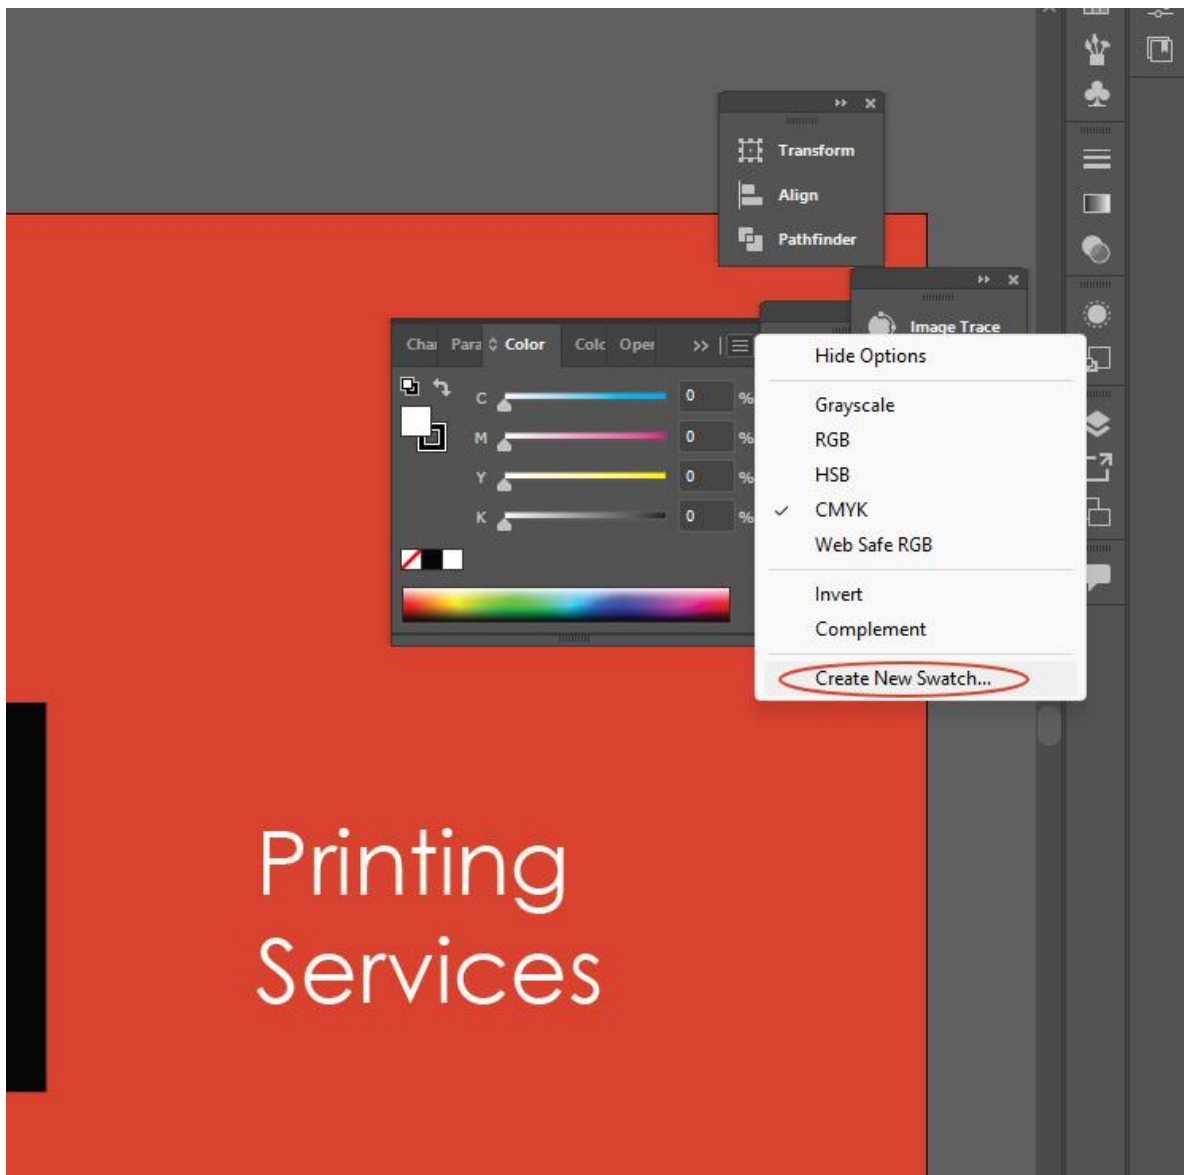 Transform
Align
Pathfinder
Image Trace
Char Para Color Colc Oper
C 0 %
M 0 %
Y 0 %
K 0 %
Hide Options
Grayscale
RGB
HSB
CMYK
Web Safe RGB
Invert
Complement
Create New Swatch...
Printing
Services